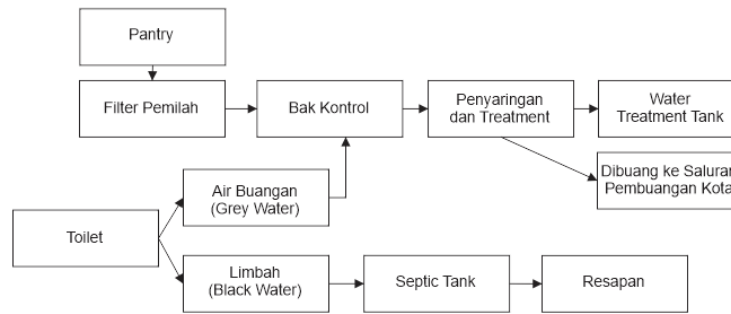 Pantry
Filter Pemilah
Bak Kontrol
Penyaringan
dan Treatment
Water
Treatment Tank
Dibuang ke Saluran
Pembuangan Kota
Air Buangan
(Grey Water)
Toilet
Limbah
(Black Water)
Septic Tank
Resapan